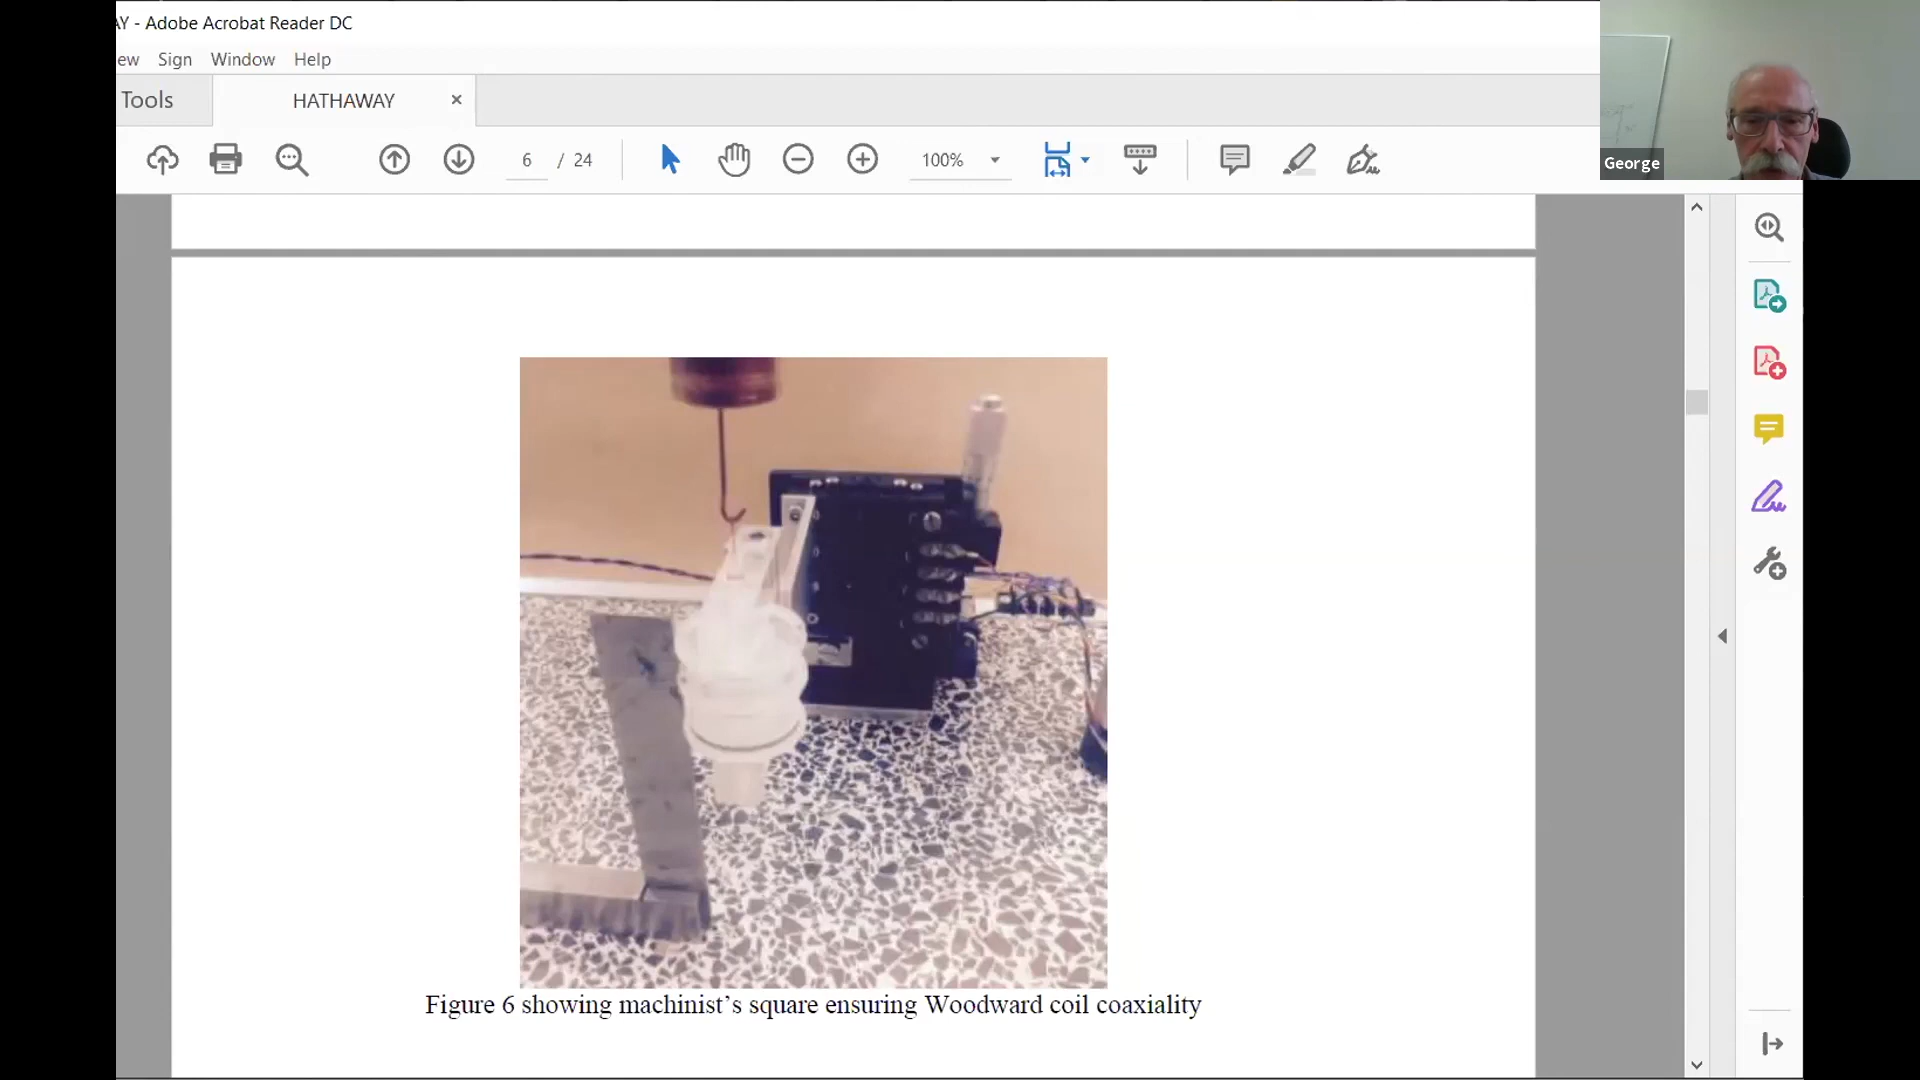 AY - Adobe Acrobat Reader DC
ew Sign Window Help
Tools
HATHAWAY
6 / 24
100%
George
Figure 6 showing machinist’s square ensuring Woodward coil coaxiality